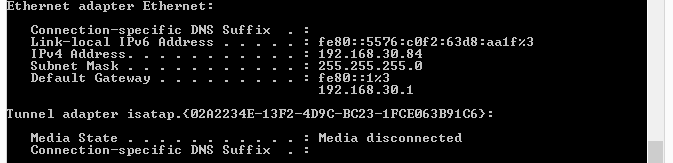 Ethernet adapter Ethernet:
Connection-specific DNS Suffix  . :
Link-local IPv6 Address . . . . . : fe80::5576:c0f2:63d8:aa1f%3
IPv4 Address. . . . . . . . . . . : 192.168.30.84
Subnet Mask . . . . . . . . . . . : 255.255.255.0
Default Gateway . . . . . . . . . : fe80::1%3
192.168.30.1
Tunnel adapter isatap.{02A2234E-13F2-4D9C-BC23-1FCE063B91C6}:
Media State . . . . . . . . . . . : Media disconnected
Connection-specific DNS Suffix  . :